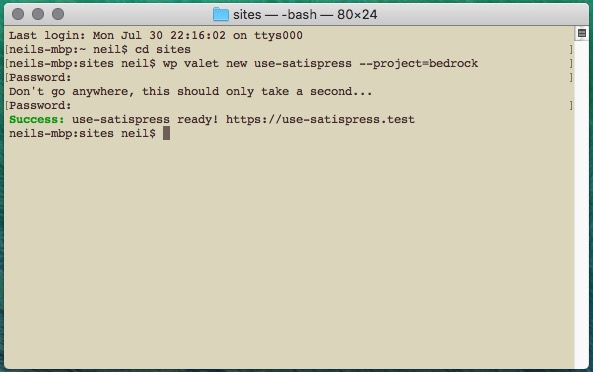 sites — -bash — 80×24
Last login: Mon Jul 30 22:16:02 on ttys000
[neils-mbp:~ neil$ cd sites ]
[neils-mbp:sites neil$ wp valet new use-satispress --project=bedrock ]
[Password: ]
Don't go anywhere, this should only take a second...
[Password: ]
Success: use-satispress ready! https://use-satispress.test
neils-mbp:sites neil$